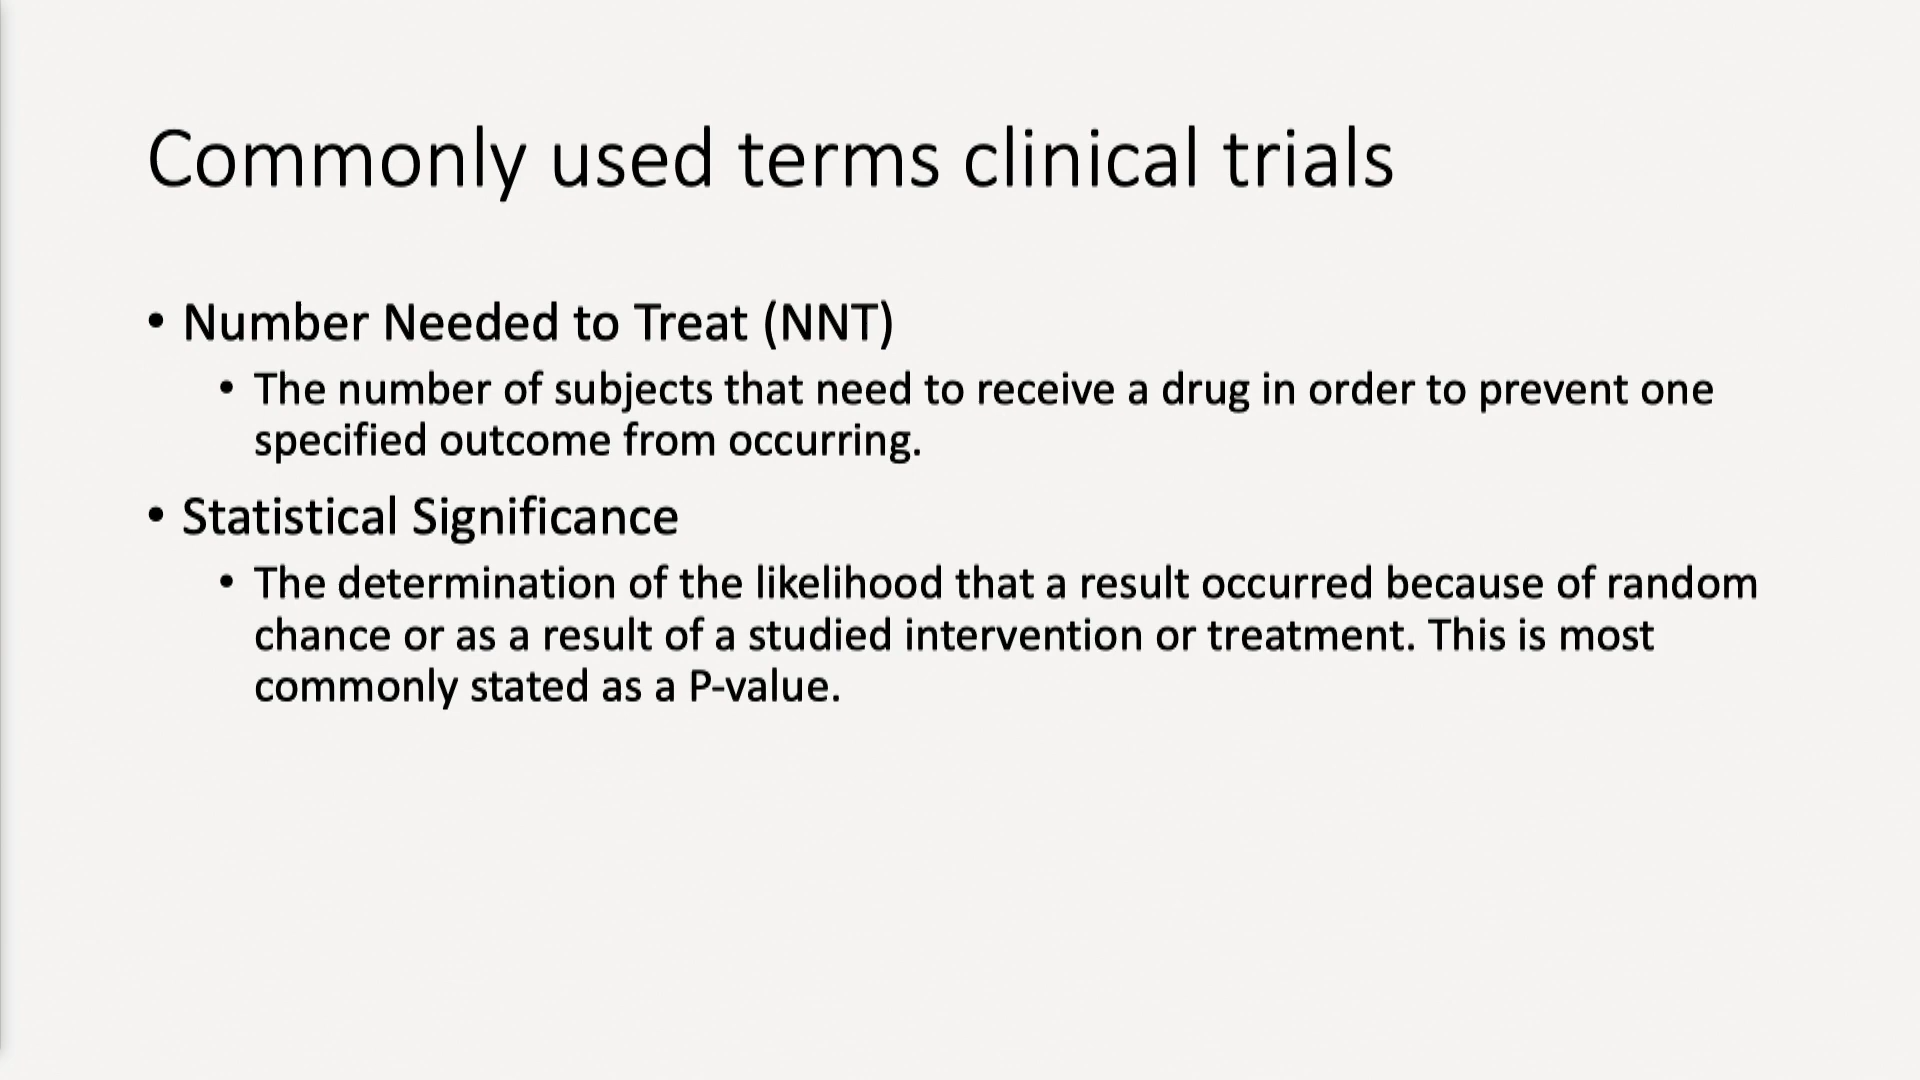 Commonly used terms clinical trials
• Number Needed to Treat (NNT)
• The number of subjects that need to receive a drug in order to prevent one
specified outcome from occurring.
• Statistical Significance
• The determination of the likelihood that a result occurred because of random
chance or as a result of a studied intervention or treatment. This is most
commonly stated as a P-value.